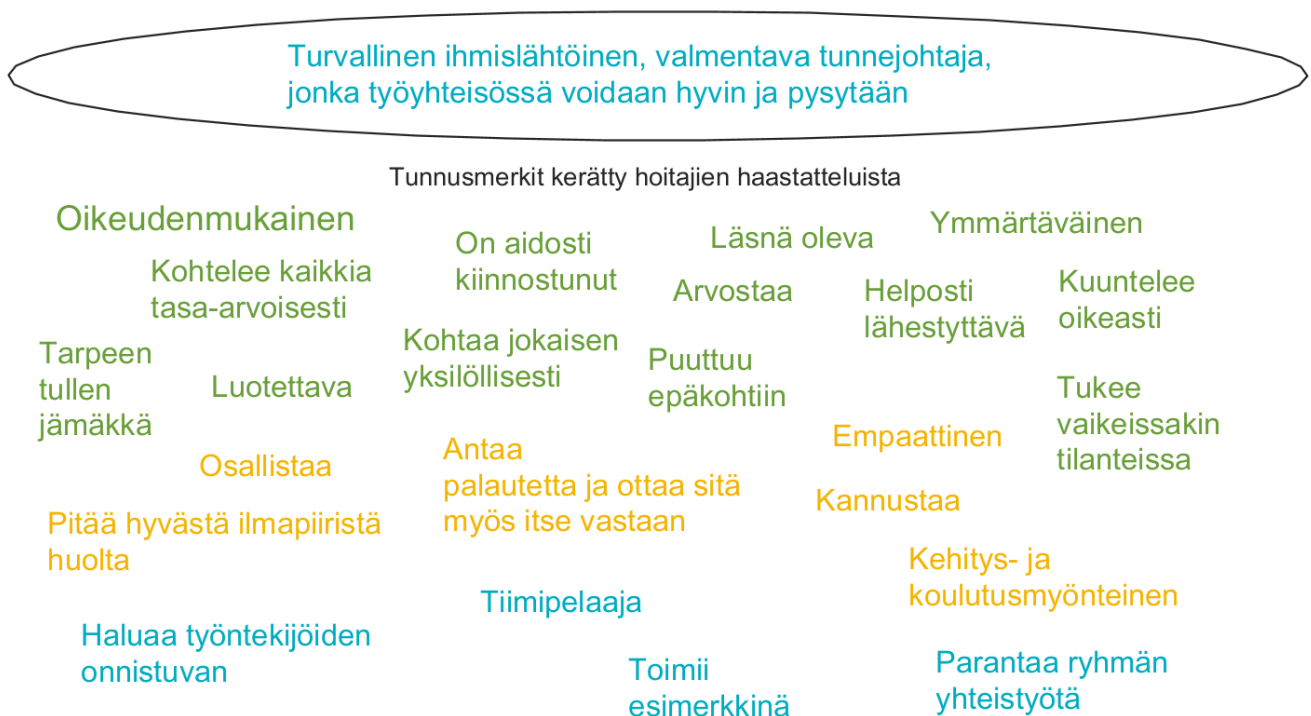 Turvallinen ihmislähtöinen, valmentava tunnejohtaja,
jonka työyhteisössä voidaan hyvin ja pysytään
Tunnusmerkit kerätty hoitajien haastatteluista
Oikeudenmukainen
On aidosti
kiinnostunut
Läsnä oleva
Ymmärtäväinen
Kohtelee kaikkia
tasa-arvoisesti
Arvostaa
Helposti
lähestyttävä
Kuuntelee
oikeasti
Tarpeen
tullen
jämäkkä
Luotettava
Kohtaa jokaisen
yksilöllisesti
Puuttuu
epäkohtiin
Tukee
vaikeissakin
tilanteissa
Osallistaa
Antaa
palautetta ja ottaa sitä
myös itse vastaan
Empaattinen
Kannustaa
Pitää hyvästä ilmapiiristä
huolta
Kehitys- ja
koulutusmyönteinen
Tiimipelaaja
Haluaa työntekijöiden
onnistuvan
Toimii
esimerkkinä
Parantaa ryhmän
yhteistyötä